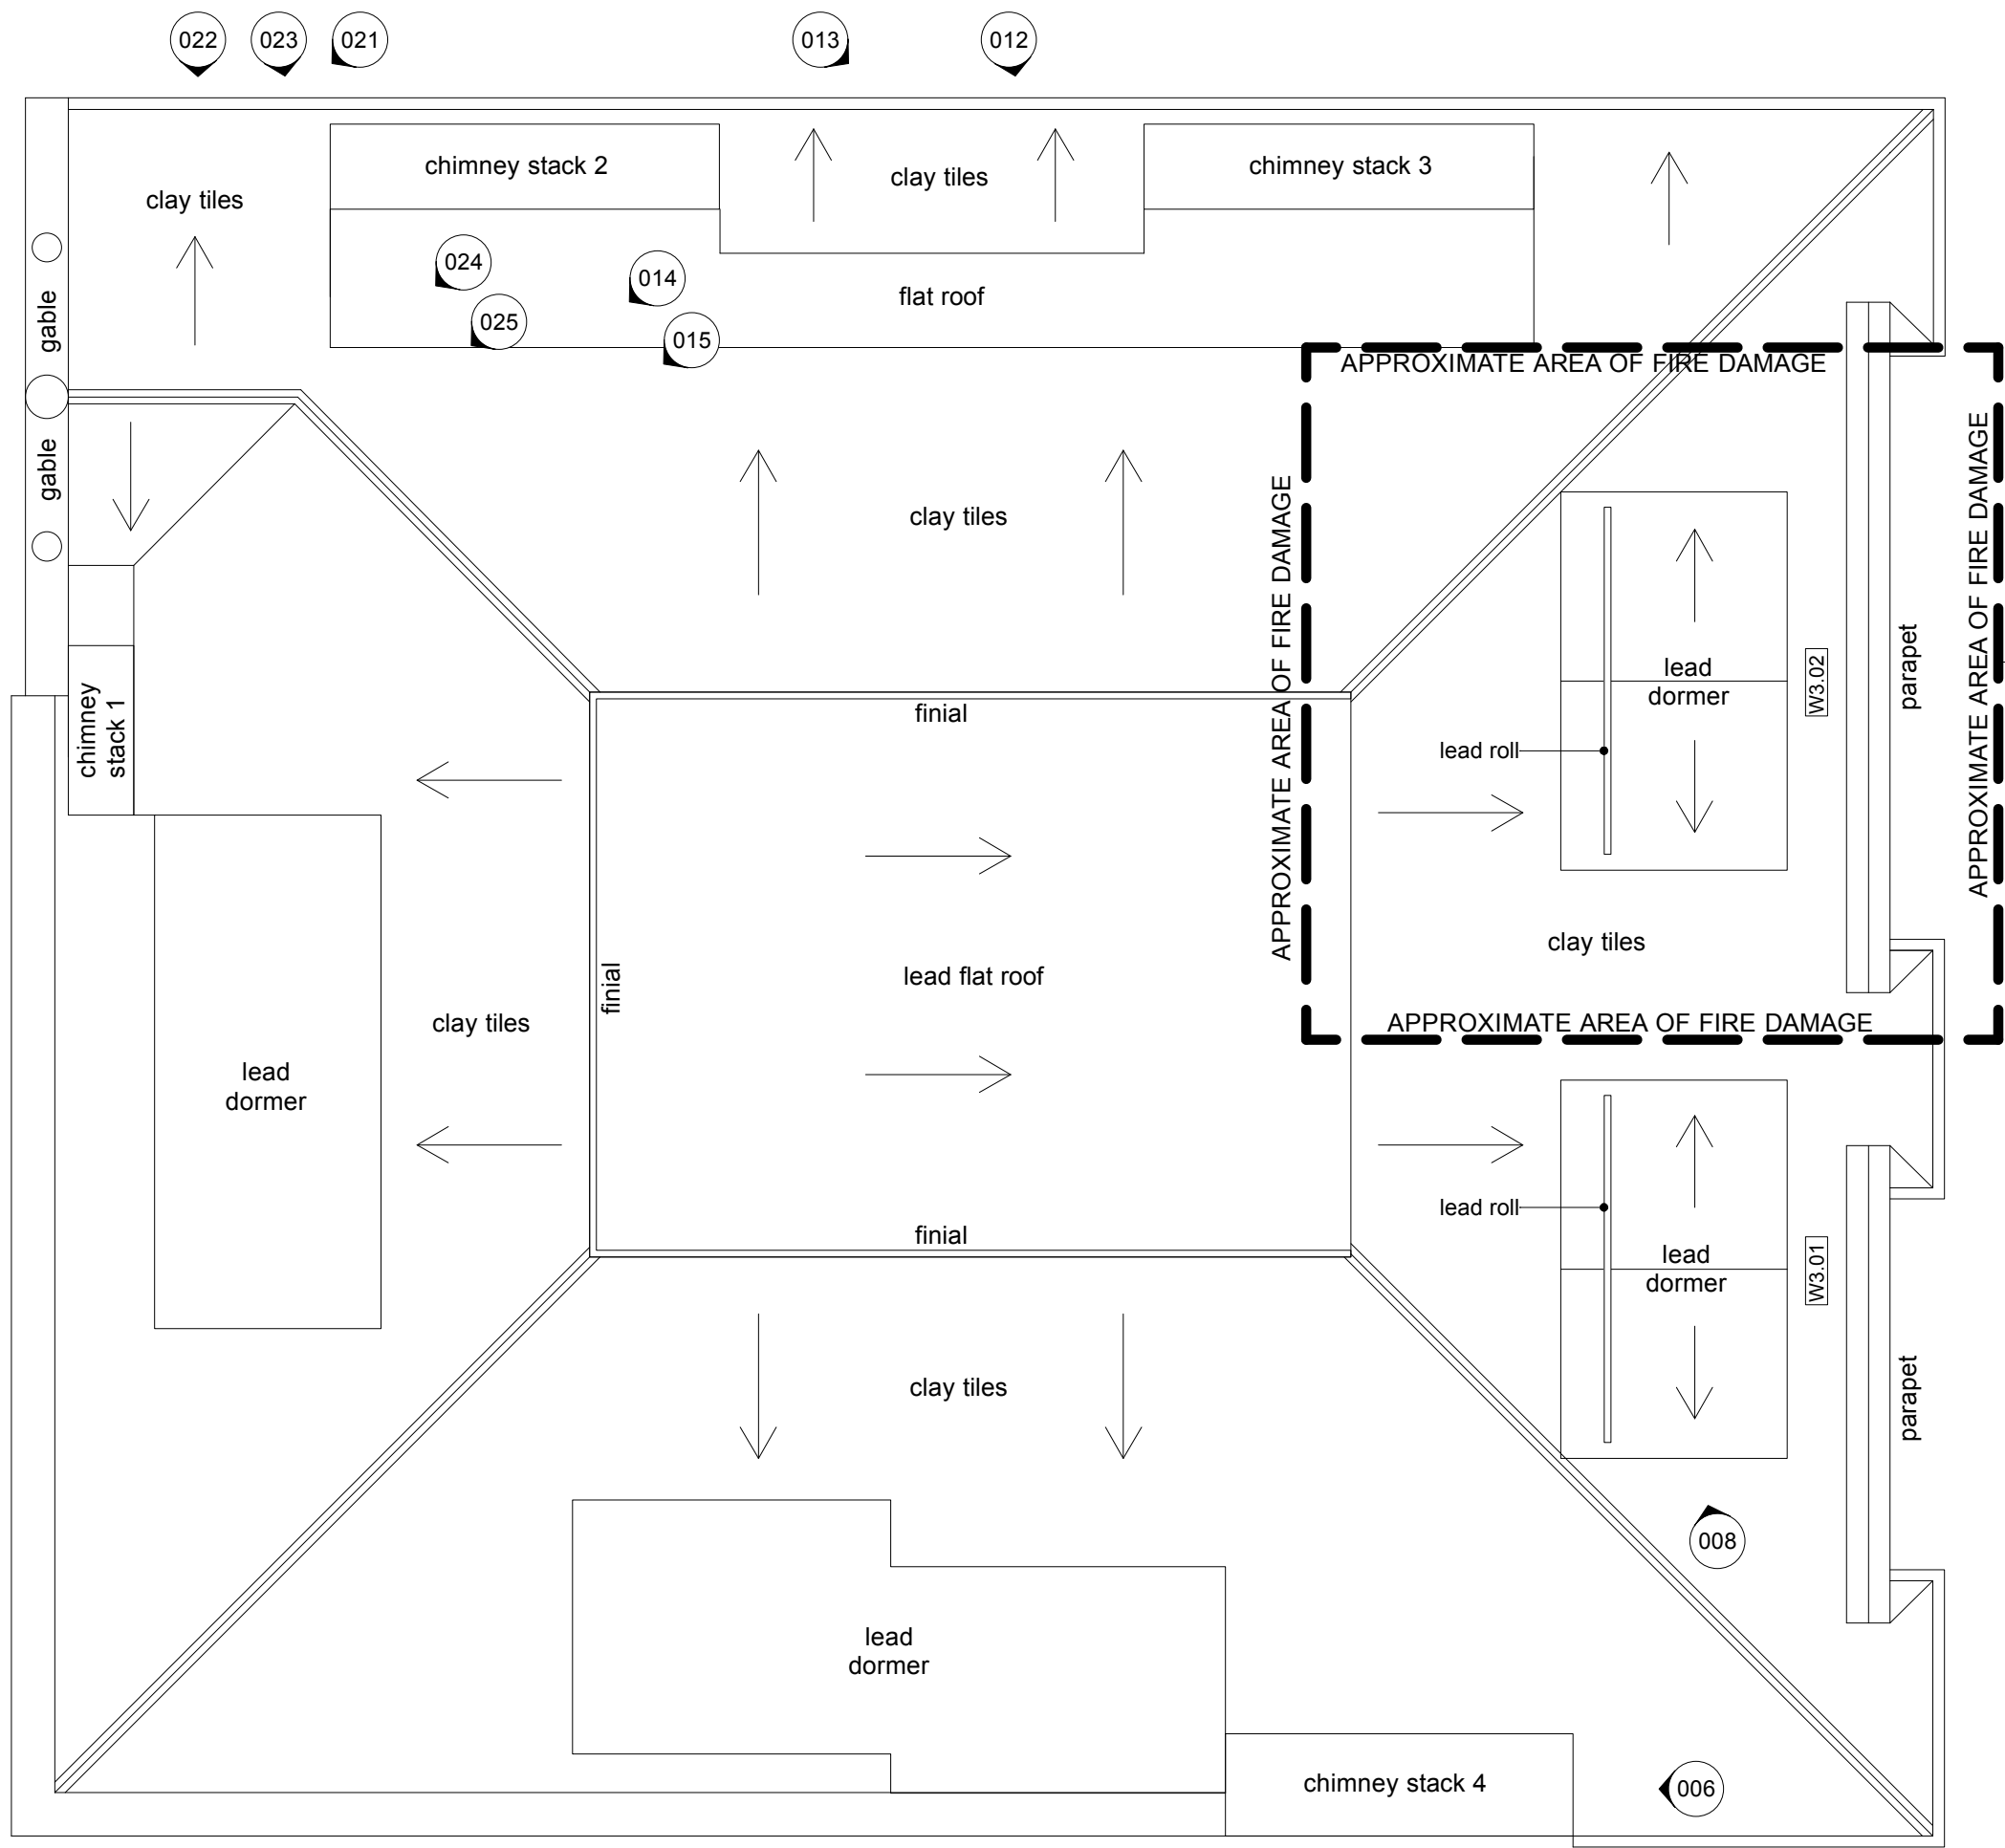 022
023
021
013
012
chimney stack 2
chimney stack 3
clay tiles
clay tiles
gable
024
014
flat roof
025
015
APPROXIMATE AREA OF FIRE DAMAGE
gable
clay tiles
APPROXIMATE AREA OF FIRE DAMAGE
APPROXIMATE AREA OF FIRE DAMAGE
lead
dormer
W3.02
parapet
chimney
stack 1
finial
lead roll
clay tiles
lead flat roof
finial
clay tiles
APPROXIMATE AREA OF FIRE DAMAGE
lead
dormer
lead roll
finial
lead
dormer
W3.01
clay tiles
parapet
008
lead
dormer
chimney stack 4
006